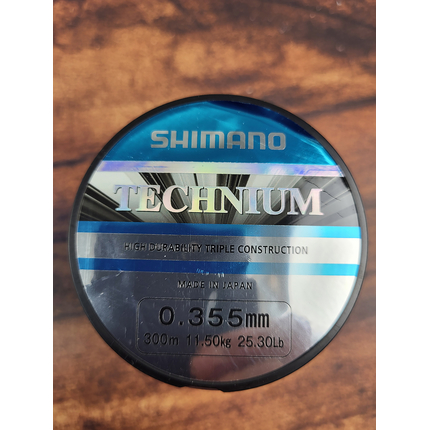 SHIMANO
TECHNIUM
HIGH DURABILITY TRIPLE CONSTRUCTION
MADE IN JAPAN
0.355mm
300m 11.50kg 25.30Lb